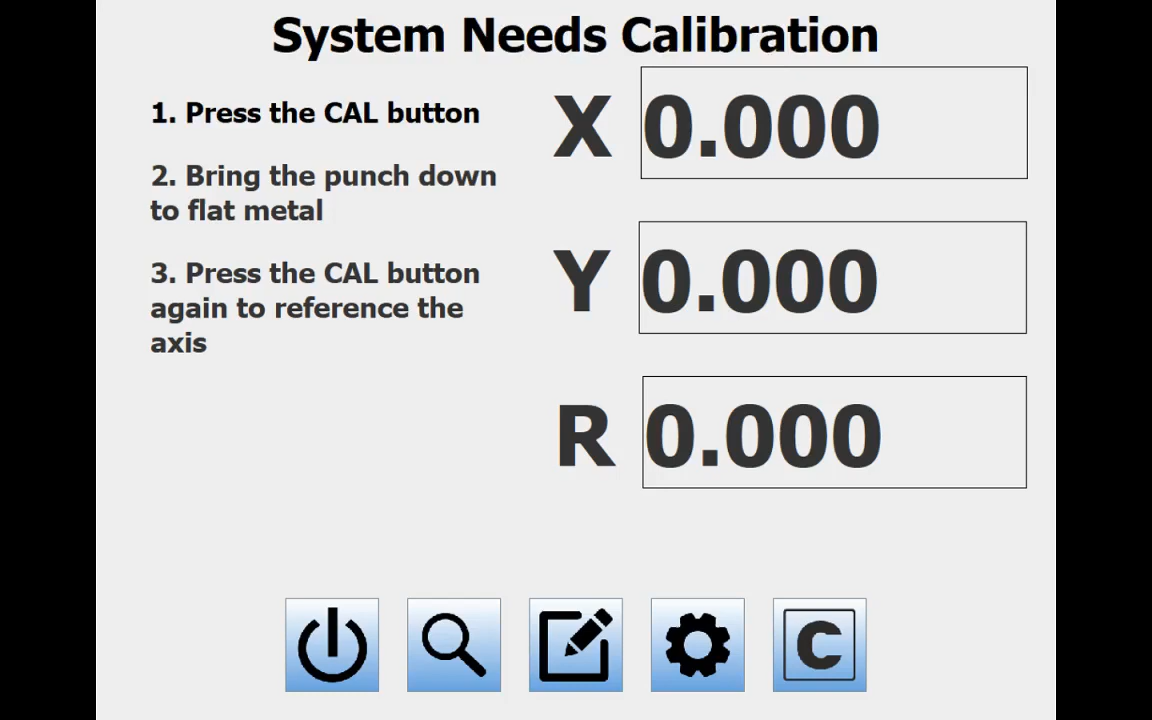 System Needs Calibration
1. Press the CAL button
2. Bring the punch down
to flat metal
3. Press the CAL button
again to reference the
axis
X 0.000
Y 0.000
R 0.000
C